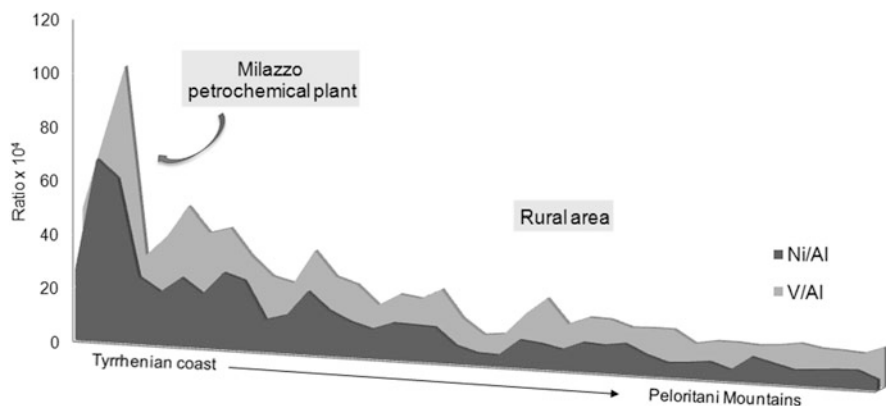 120
100
80
60
40
20
0
Ratio x 10⁴
Milazzo
petrochemical plant
Rural area
Ni/Al
V/Al
Tyrrhenian coast
Peloritani Mountains